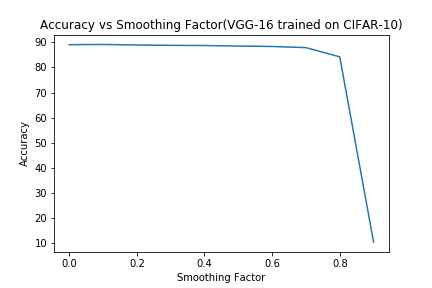 Accuracy vs Smoothing Factor(VGG-16 trained on CIFAR-10)
90
80
70
60
50
40
30
20
10
Accuracy
0.0 0.2 0.4 0.6 0.8
Smoothing Factor